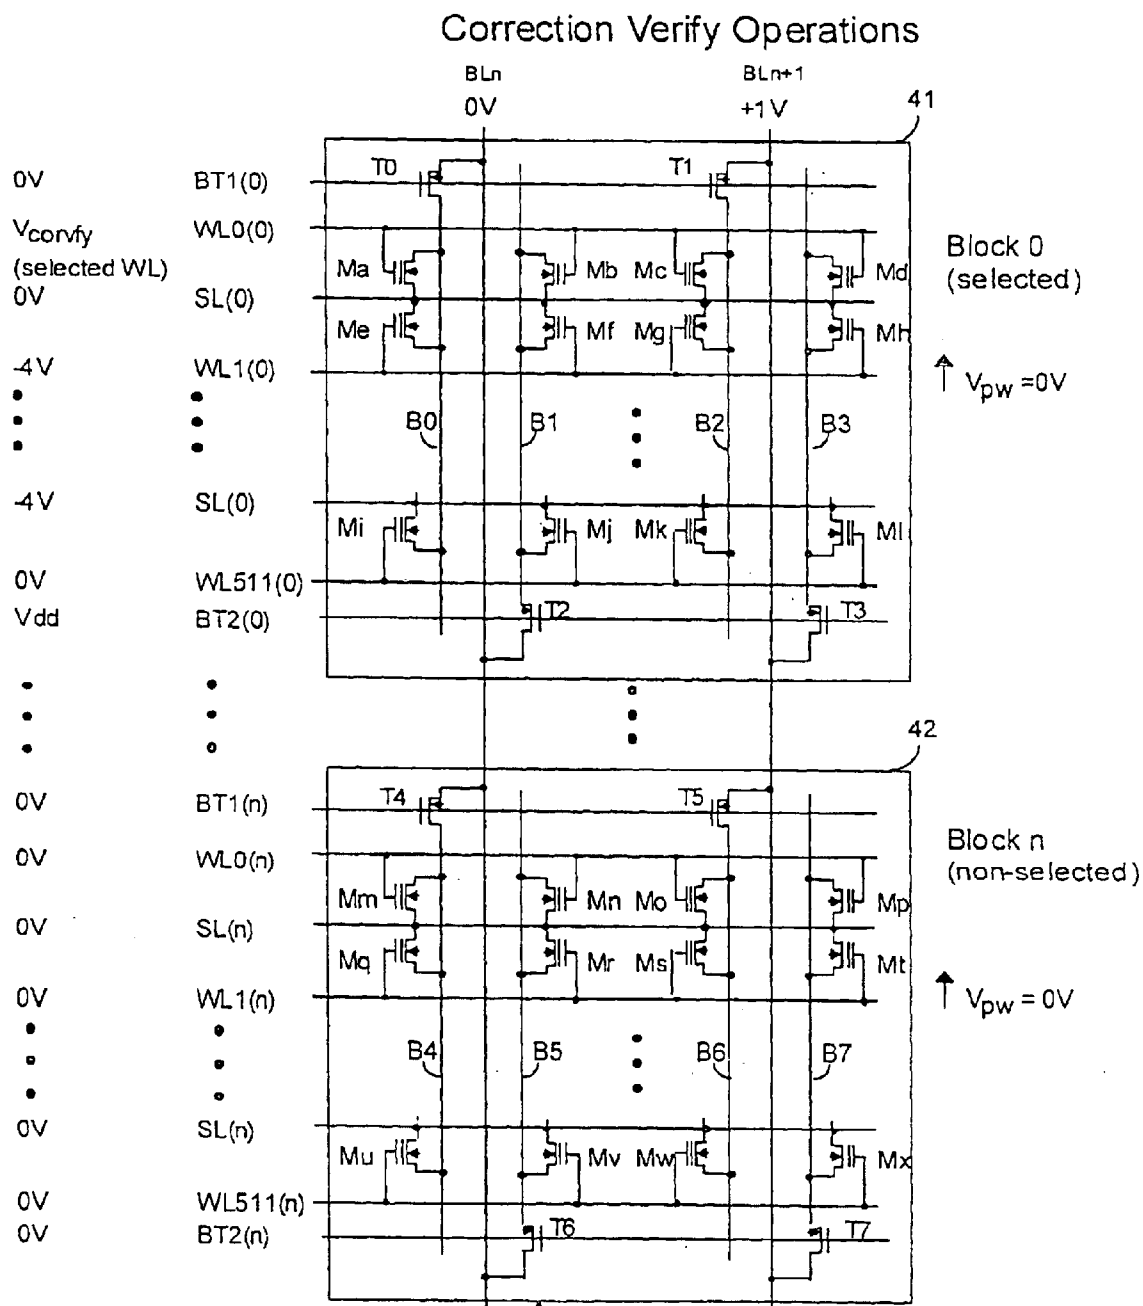 Correction Verify Operations
BLn BLn+1
0V +1V
41
T0 T1
0V BT1(0)
Vcorvfy WL0(0)
(selected WL)
Block 0
(selected)
Ma Mb Mc Md
0V SL(0)
Me Mf Mg Mh
-4V WL1(0)
Vpw =0V
B0 B1 B2 B3
-4V SL(0)
Mi Mj Mk Ml
0V WL511(0)
Vdd BT2(0)
T2 T3
42
T4 T5
0V BT1(n)
0V WL0(n)
Block n
(non-selected)
Mm Mn Mo Mp
0V SL(n)
Mq Mr Ms Mt
0V WL1(n)
Vpw = 0V
B4 B5 B6 B7
0V SL(n)
Mu Mv Mw Mx
0V WL511(n)
0V BT2(n)
T6 T7